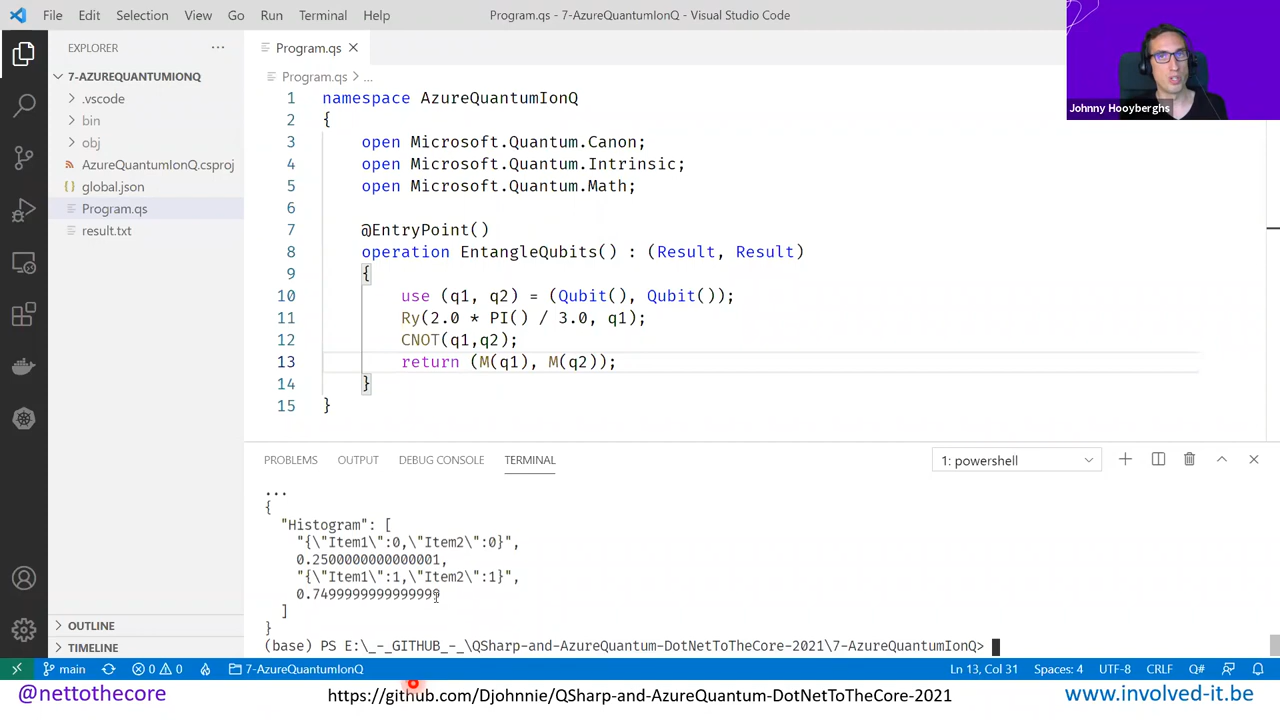 File Edit Selection View Go Run Terminal Help
Program.qs - 7-AzureQuantumIonQ - Visual Studio Code
EXPLORER ···
7-AZUREQUANTUMIONQ
.vscode
bin
obj
AzureQuantumIonQ.csproj
{} global.json
Program.qs
result.txt
OUTLINE
TIMELINE
Program.qs
Program.qs > ...
1 namespace AzureQuantumIonQ
2 {
3 open Microsoft.Quantum.Canon;
4 open Microsoft.Quantum.Intrinsic;
5 open Microsoft.Quantum.Math;
6
7 @EntryPoint()
8 operation EntangleQubits() : (Result, Result)
9 {
10 use (q1, q2) = (Qubit(), Qubit());
11 Ry(2.0 * PI() / 3.0, q1);
12 CNOT(q1,q2);
13 return (M(q1), M(q2));
14 }
15 }
Johnny Hooyberghs
PROBLEMS OUTPUT DEBUG CONSOLE TERMINAL
1: powershell
...
{
"Histogram": [
"{\"Item1\":0,\"Item2\":0}",
0.2500000000000001,
"{\"Item1\":1,\"Item2\":1}",
0.7499999999999999
]
}
(base) PS E:\_-_GITHUB_-_\QSharp-and-AzureQuantum-DotNetToTheCore-2021\7-AzureQuantumIonQ>
main 0 0 7-AzureQuantumIonQ Ln 13, Col 31 Spaces: 4 UTF-8 CRLF Q#
@nettothecore
https://github.com/Djohnnie/QSharp-and-AzureQuantum-DotNetToTheCore-2021
www.involved-it.be